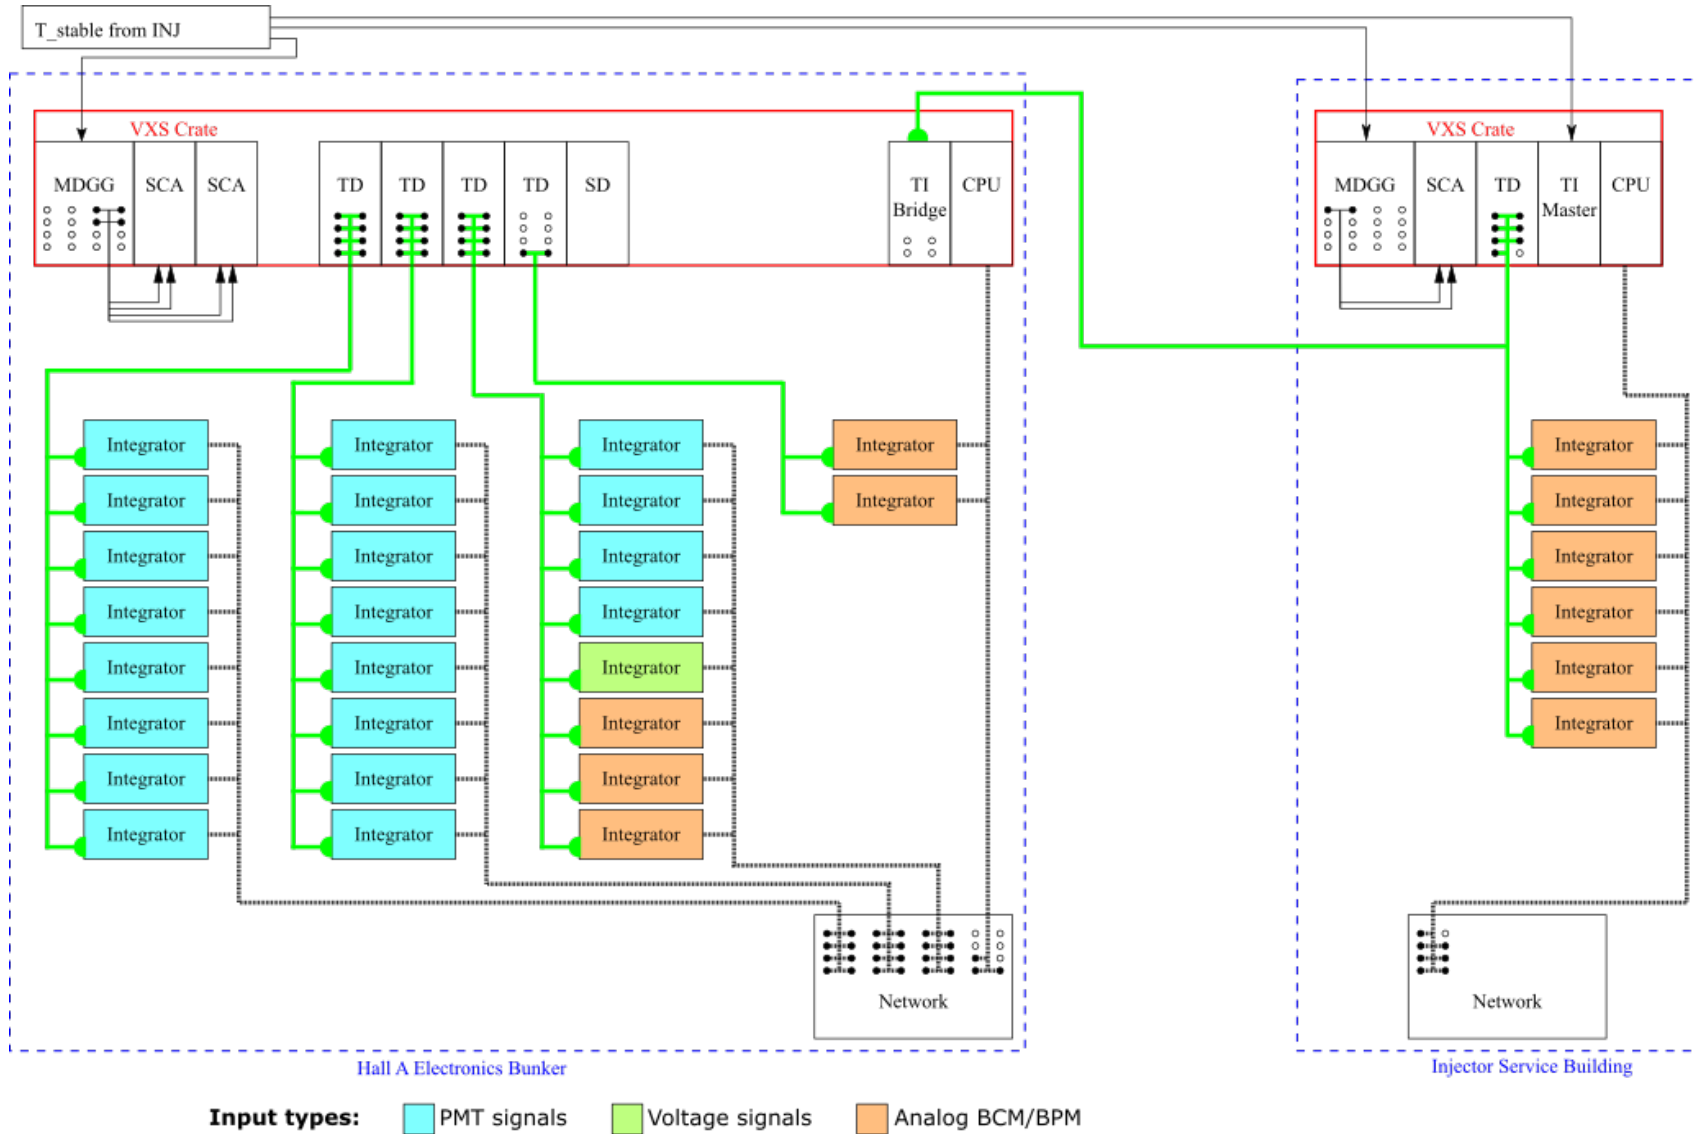 T_stable from INJ
VXS Crate
VXS Crate
MDGG SCA SCA TD TD TD TD SD TI Bridge CPU
MDGG SCA TD TI Master CPU
Integrator Integrator Integrator Integrator Integrator
Integrator Integrator Integrator Integrator Integrator
Integrator Integrator Integrator Integrator
Integrator Integrator Integrator Integrator
Integrator Integrator Integrator Integrator
Integrator Integrator Integrator Integrator
Integrator Integrator Integrator
Integrator Integrator Integrator
Network
Network
Hall A Electronics Bunker
Injector Service Building
Input types: PMT signals Voltage signals Analog BCM/BPM